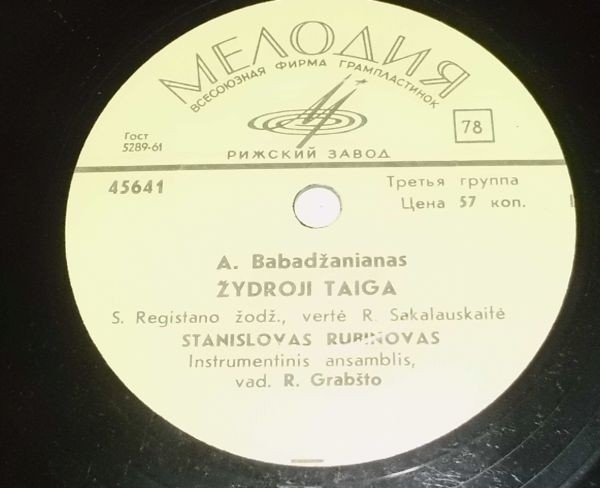 МЕЛОДИЯ
ВСЕСОЮЗНАЯ ФИРМА ГРАМПЛАСТИНОК
Гост
5289-61
78
РИЖСКИЙ ЗАВОД
45641
Третья группа
Цена 57 коп.
A. Babadžanianas
ŽYDROJI TAIGA
S. Registano žodž., vertė R. Sakalauskaitė
STANISLOVAS RUBINOVAS
Instrumentinis ansamblis,
vad. R. Grabšto